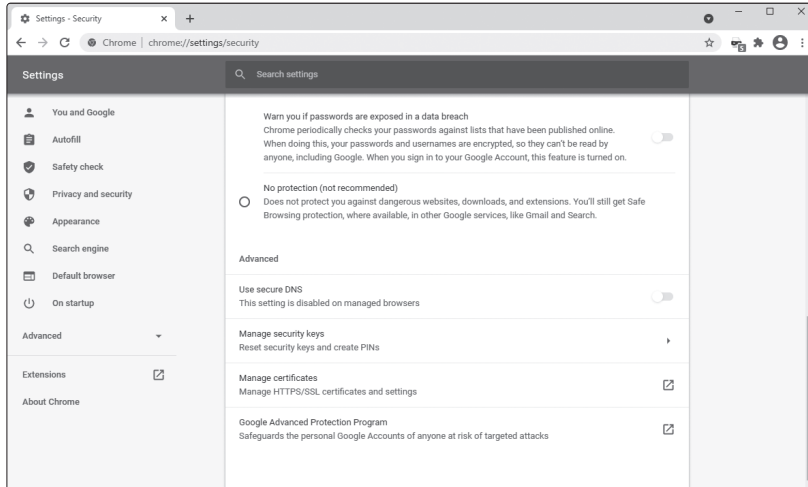 Settings - Security
Chrome | chrome://settings/security
5
Settings
Search settings
You and Google
Autofill
Safety check
Privacy and security
Appearance
Search engine
Default browser
On startup
Advanced
Extensions
About Chrome
Warn you if passwords are exposed in a data breach
Chrome periodically checks your passwords against lists that have been published online.
When doing this, your passwords and usernames are encrypted, so they can't be read by
anyone, including Google. When you sign in to your Google Account, this feature is turned on.
No protection (not recommended)
Does not protect you against dangerous websites, downloads, and extensions. You'll still get Safe
Browsing protection, where available, in other Google services, like Gmail and Search.
Advanced
Use secure DNS
This setting is disabled on managed browsers
Manage security keys
Reset security keys and create PINs
Manage certificates
Manage HTTPS/SSL certificates and settings
Google Advanced Protection Program
Safeguards the personal Google Accounts of anyone at risk of targeted attacks